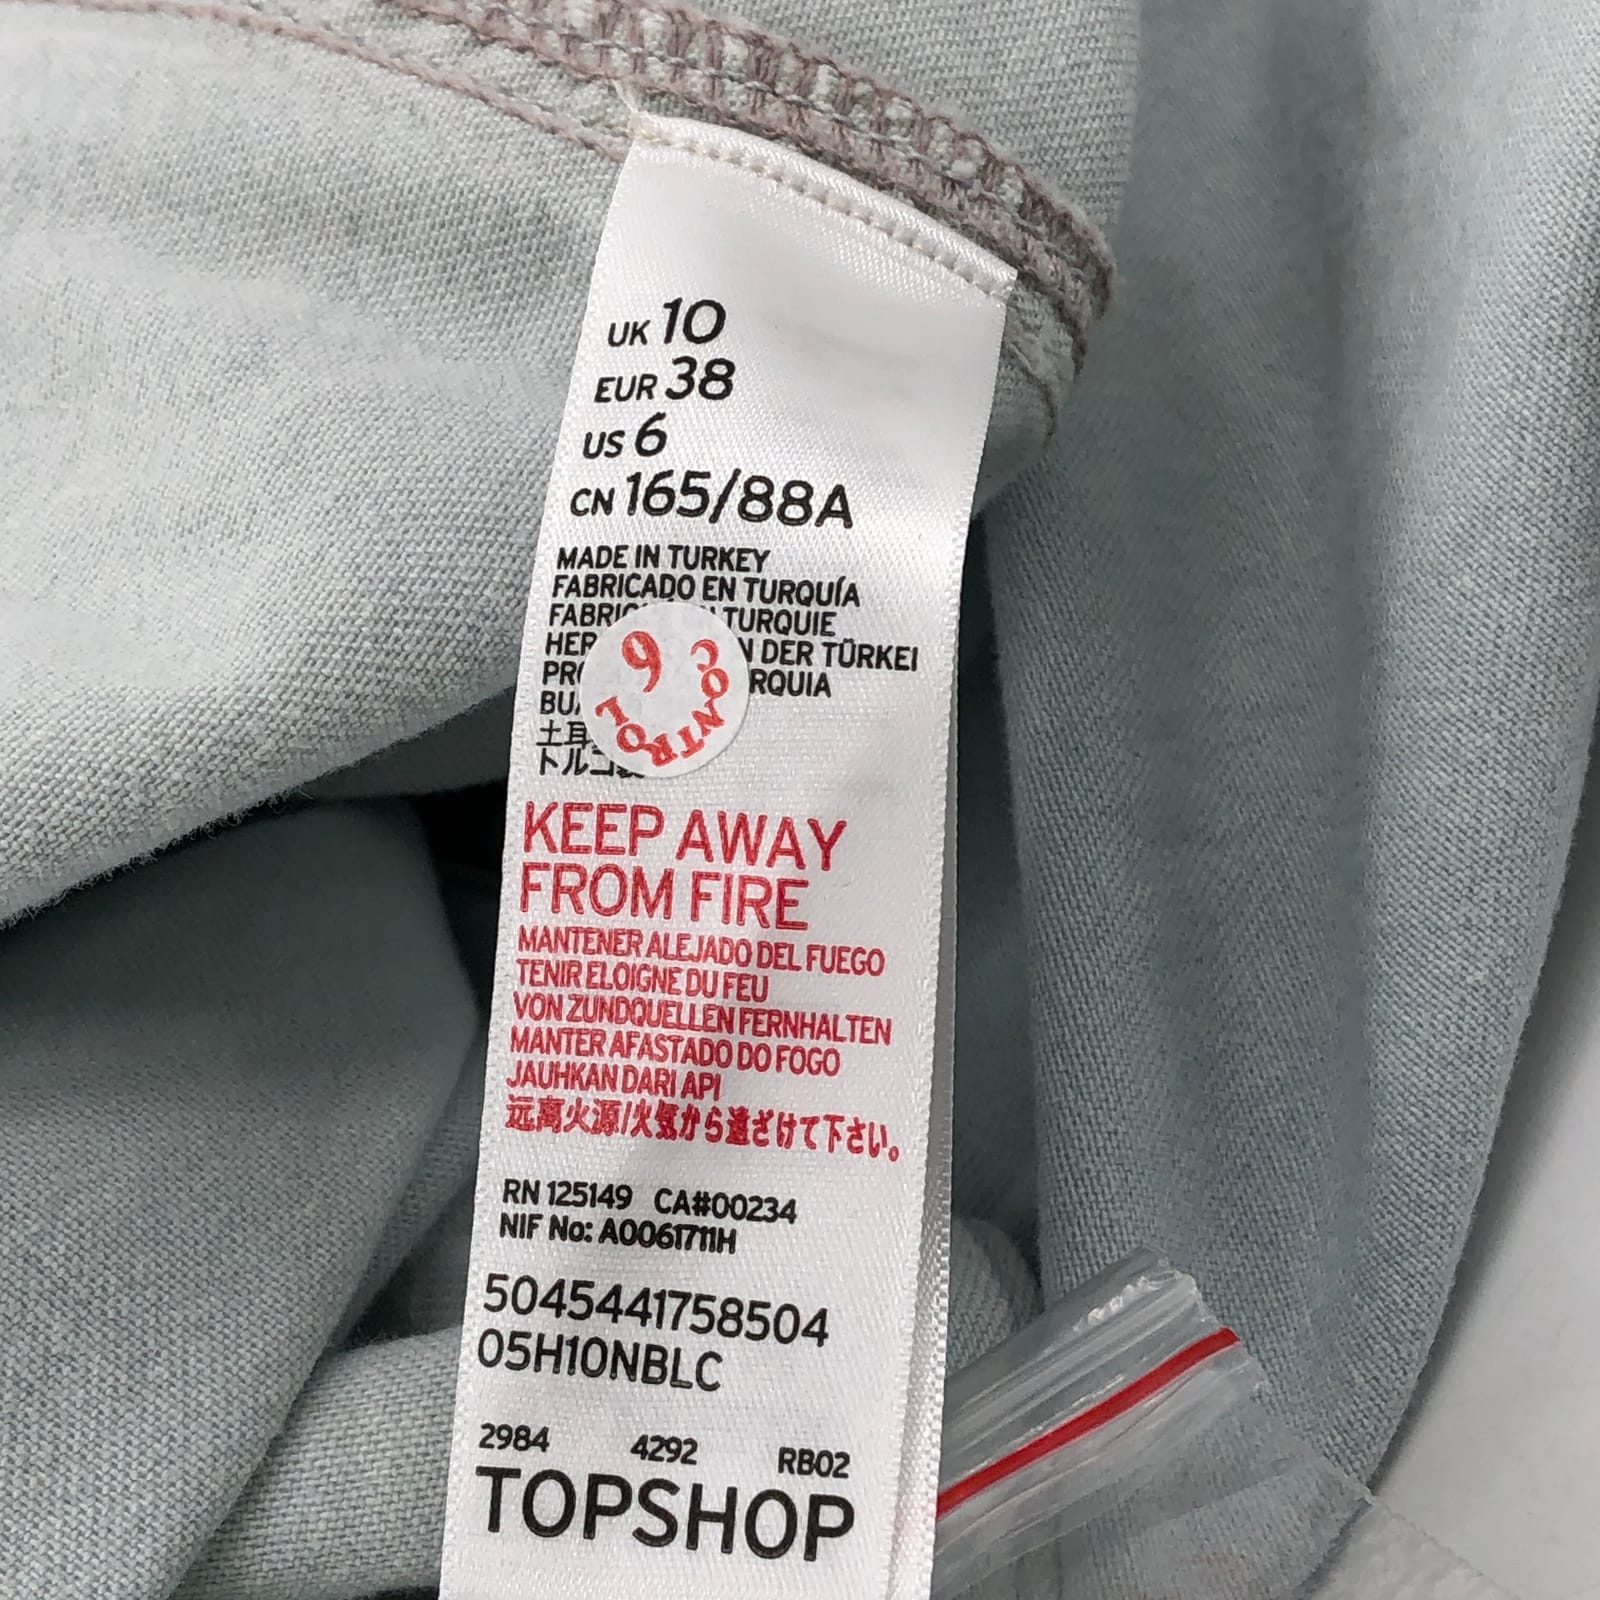 UK 10
EUR 38
US 6
CN 165/88A
MADE IN TURKEY
FABRICADO EN TURQUÍA
TURQUIE
DER TÜRKEI
9 CONTROL
KEEP AWAY
FROM FIRE
MANTENER ALEJADO DEL FUEGO
TENIR ELOIGNE DU FEU
VON ZUNDQUELLEN FERNHALTEN
MANTER AFASTADO DO FOGO
JAUHKAN DARI API
远离火源/火気から遠ざけて下さい。
RN 125149 CA#00234
NIF No: A0061711H
5045441758504
05H10NBLC
2984 4292 RB02
TOPSHOP